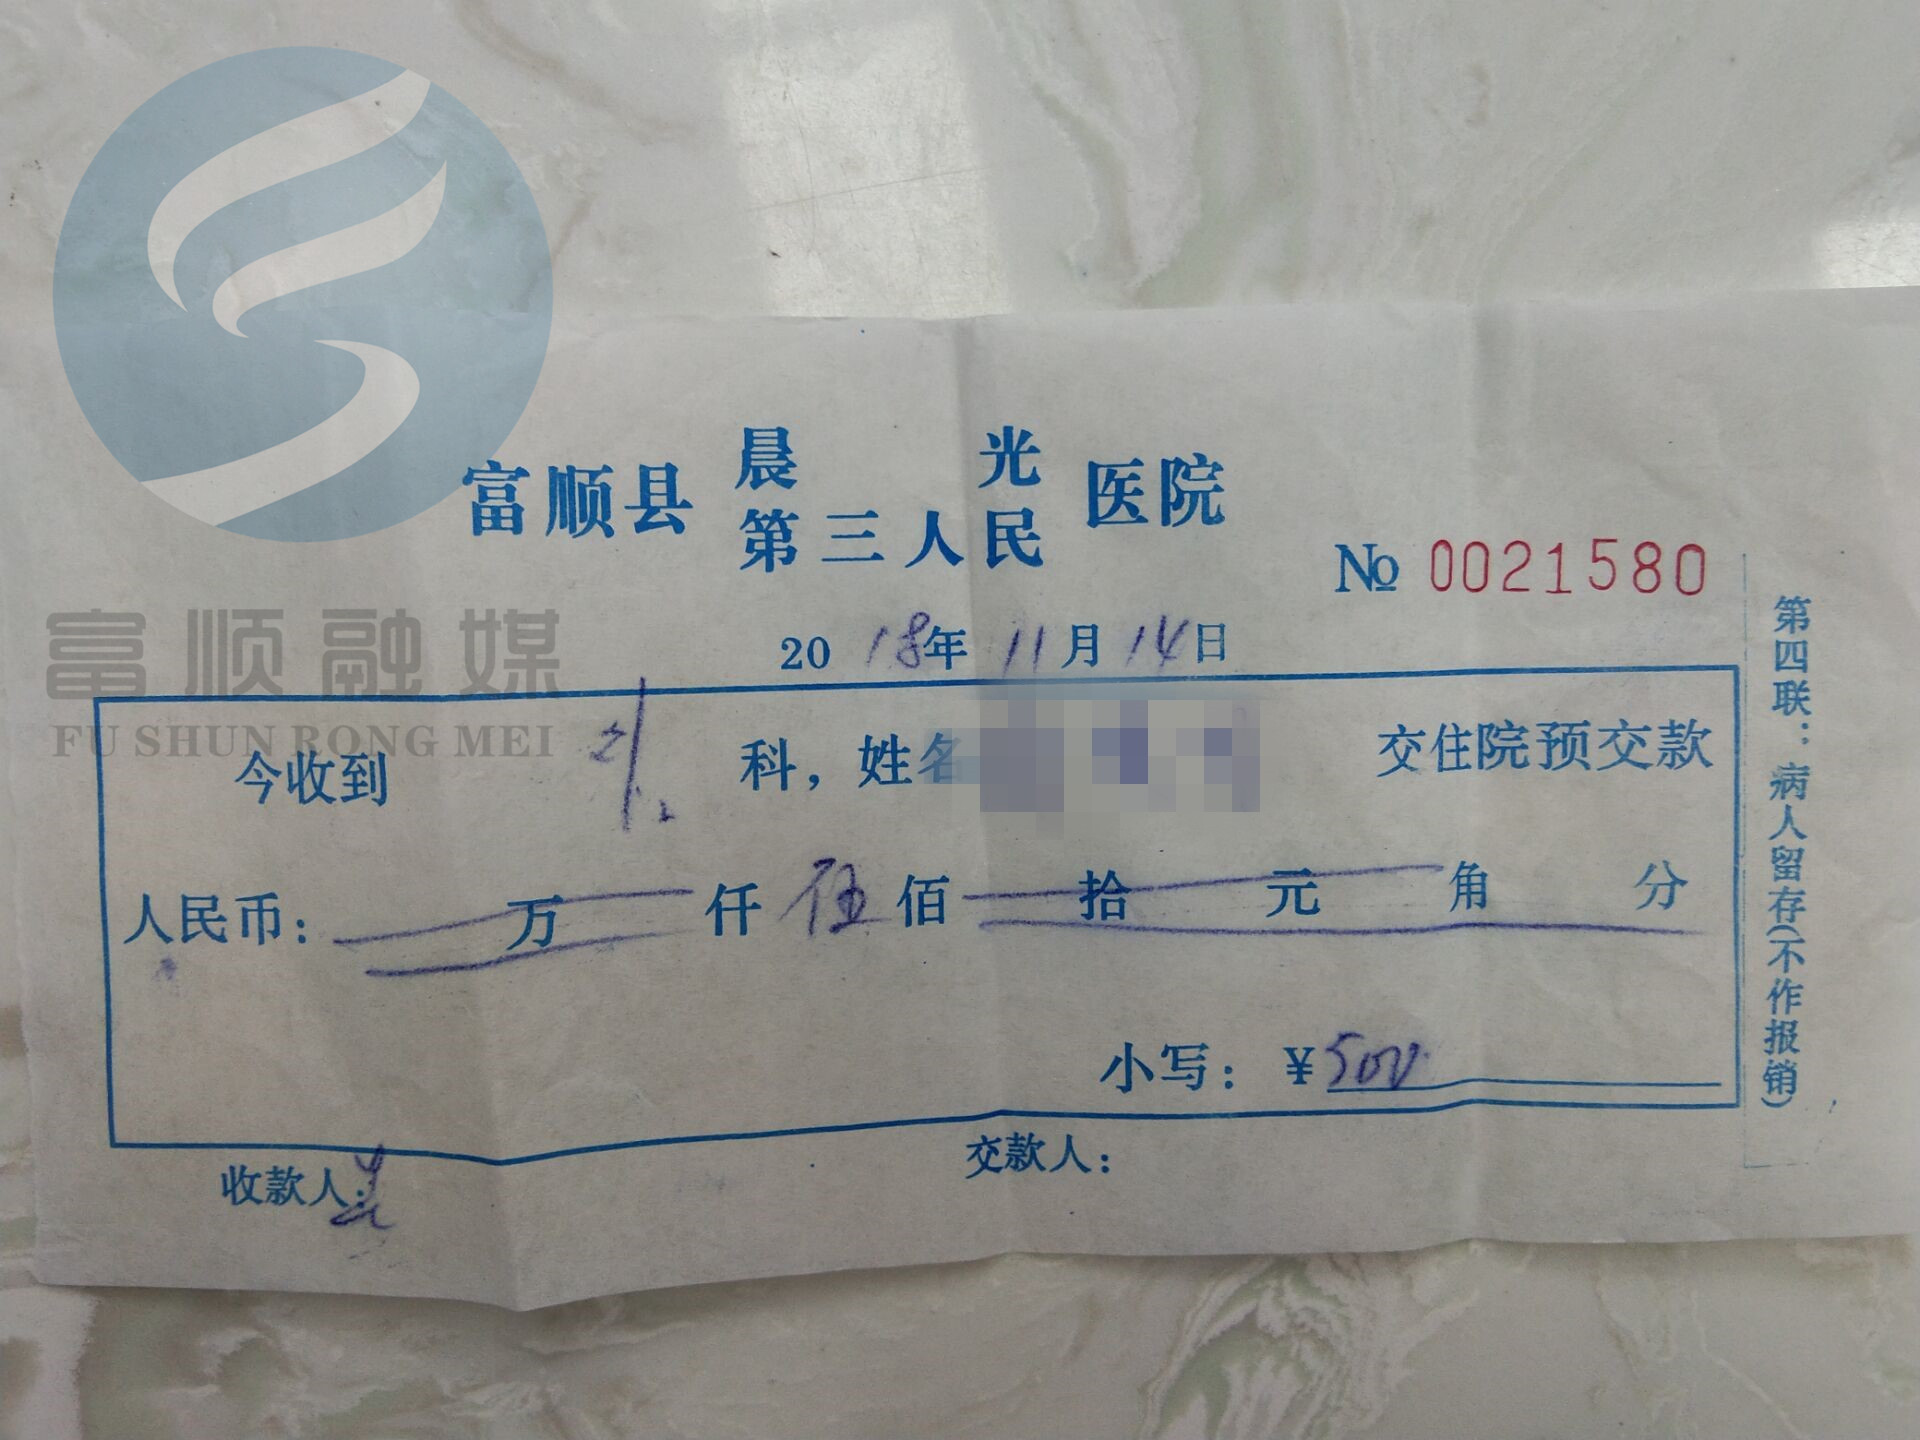 富顺县 晨光 医院
第三人民
No 0021580
2018年11月14日
富顺融媒
FU SHUN RONG MEI
今收到 科，姓名 交住院预交款
人民币： 万 仟 伍 佰 拾 元 角 分
小写：¥500
收款人： 交款人：
第四联：病人留存(不作报销)